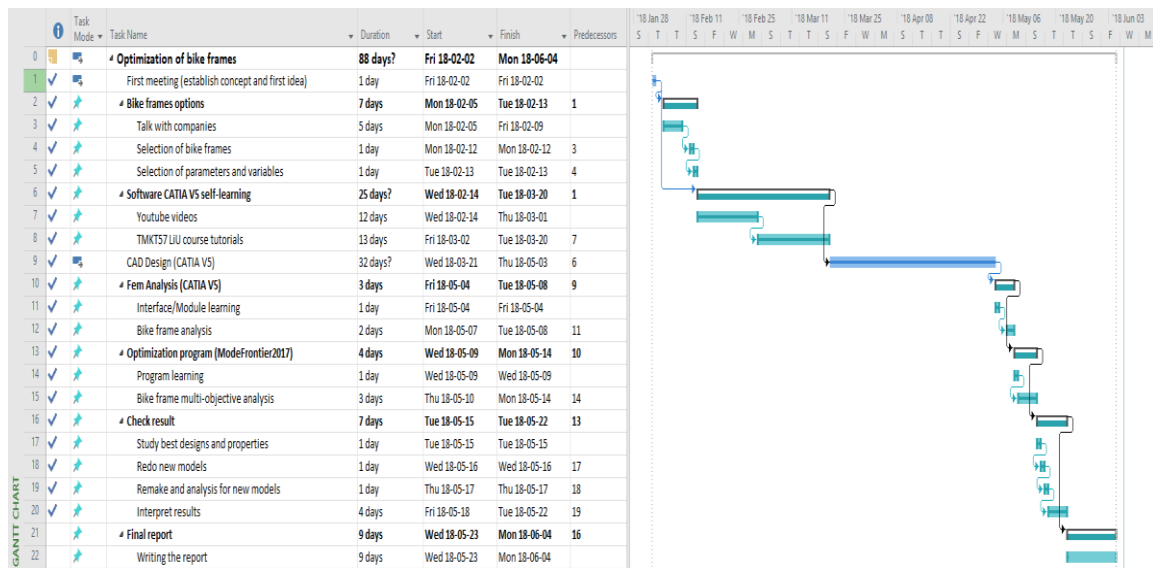 '18 Jan 28 '18 Feb 11 '18 Feb 25 '18 Mar 11 '18 Mar 25 '18 Apr 08 '18 Apr 22 '18 May 06 '18 May 20 '18 Jun 03
Task Mode Task Name Duration Start Finish Predecessors S T T S F W M S T T S F W M S T T S F W M S T T S F W M
0 Optimization of bike frames 88 days? Fri 18-02-02 Mon 18-06-04
1 First meeting (establish concept and first idea) 1 day Fri 18-02-02 Fri 18-02-02
2 Bike frames options 7 days Mon 18-02-05 Tue 18-02-13 1
3 Talk with companies 5 days Mon 18-02-05 Fri 18-02-09
4 Selection of bike frames 1 day Mon 18-02-12 Mon 18-02-12 3
5 Selection of parameters and variables 1 day Tue 18-02-13 Tue 18-02-13 4
6 Software CATIA V5 self-learning 25 days? Wed 18-02-14 Tue 18-03-20 1
7 Youtube videos 12 days Wed 18-02-14 Thu 18-03-01
8 TMKT57 LiU course tutorials 13 days Fri 18-03-02 Tue 18-03-20 7
9 CAD Design (CATIA V5) 32 days? Wed 18-03-21 Thu 18-05-03 6
10 Fem Analysis (CATIA V5) 3 days Fri 18-05-04 Tue 18-05-08 9
11 Interface/Module learning 1 day Fri 18-05-04 Fri 18-05-04
12 Bike frame analysis 2 days Mon 18-05-07 Tue 18-05-08 11
13 Optimization program (ModeFrontier2017) 4 days Wed 18-05-09 Mon 18-05-14 10
14 Program learning 1 day Wed 18-05-09 Wed 18-05-09
15 Bike frame multi-objective analysis 3 days Thu 18-05-10 Mon 18-05-14 14
16 Check result 7 days Tue 18-05-15 Tue 18-05-22 13
17 Study best designs and properties 1 day Tue 18-05-15 Tue 18-05-15
18 Redo new models 1 day Wed 18-05-16 Wed 18-05-16 17
19 Remake and analysis for new models 1 day Thu 18-05-17 Thu 18-05-17 18
20 Interpret results 4 days Fri 18-05-18 Tue 18-05-22 19
21 Final report 9 days Wed 18-05-23 Mon 18-06-04 16
22 Writing the report 9 days Wed 18-05-23 Mon 18-06-04
GANTT CHART